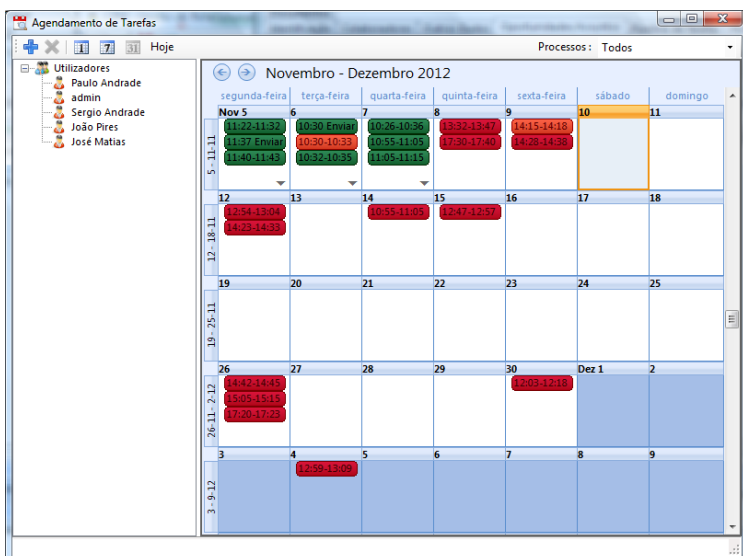 Agendamento de Tarefas
1 7 31 Hoje Processos: Todos
Utilizadores
Paulo Andrade
admin
Sergio Andrade
João Pires
José Matias
Novembro - Dezembro 2012
segunda-feira terça-feira quarta-feira quinta-feira sexta-feira sábado domingo
5 - 11-11
Nov 5 6 7 8 9 10 11
11:22-11:32 10:30 Enviar 10:26-10:36 13:32-13:47 14:15-14:18
11:37 Enviar 10:30-10:33 10:55-11:05 17:30-17:40 14:28-14:38
11:40-11:43 10:32-10:35 11:05-11:15
12 - 18-11
12 13 14 15 16 17 18
12:54-13:04 10:55-11:05 12:47-12:57
14:23-14:33
19 - 25-11
19 20 21 22 23 24 25
26-11 - 2-12
26 27 28 29 30 Dez 1 2
14:42-14:45 12:03-12:18
15:05-15:15
17:20-17:23
3 - 9-12
3 4 5 6 7 8 9
12:59-13:09